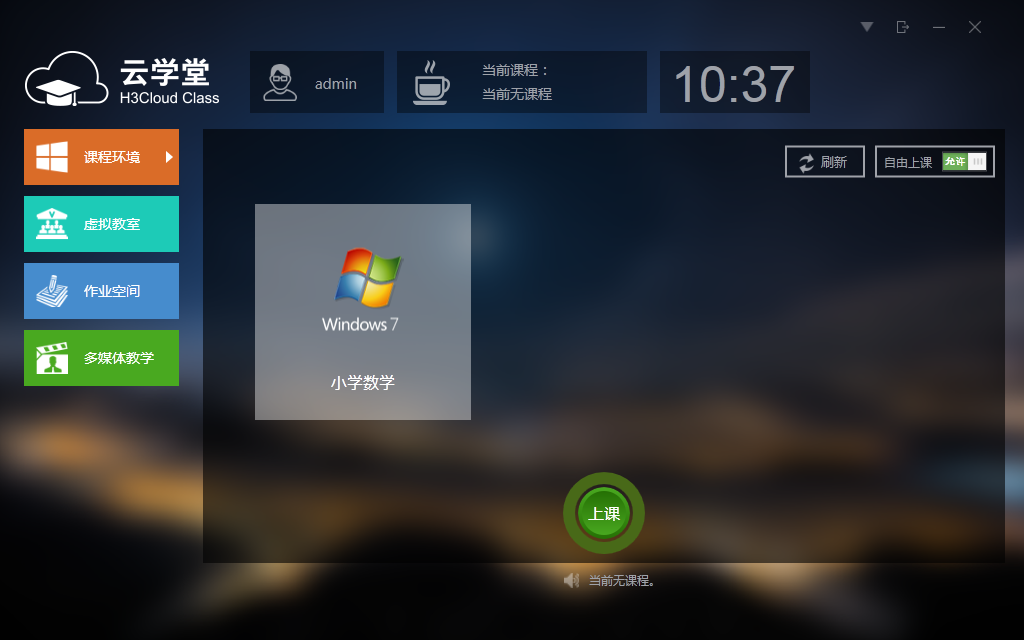 云学堂
H3Cloud Class
admin
当前课程：
当前无课程
10:37
课程环境
虚拟教室
作业空间
多媒体教学
刷新
自由上课 允许
Windows 7
小学数学
上课
当前无课程。